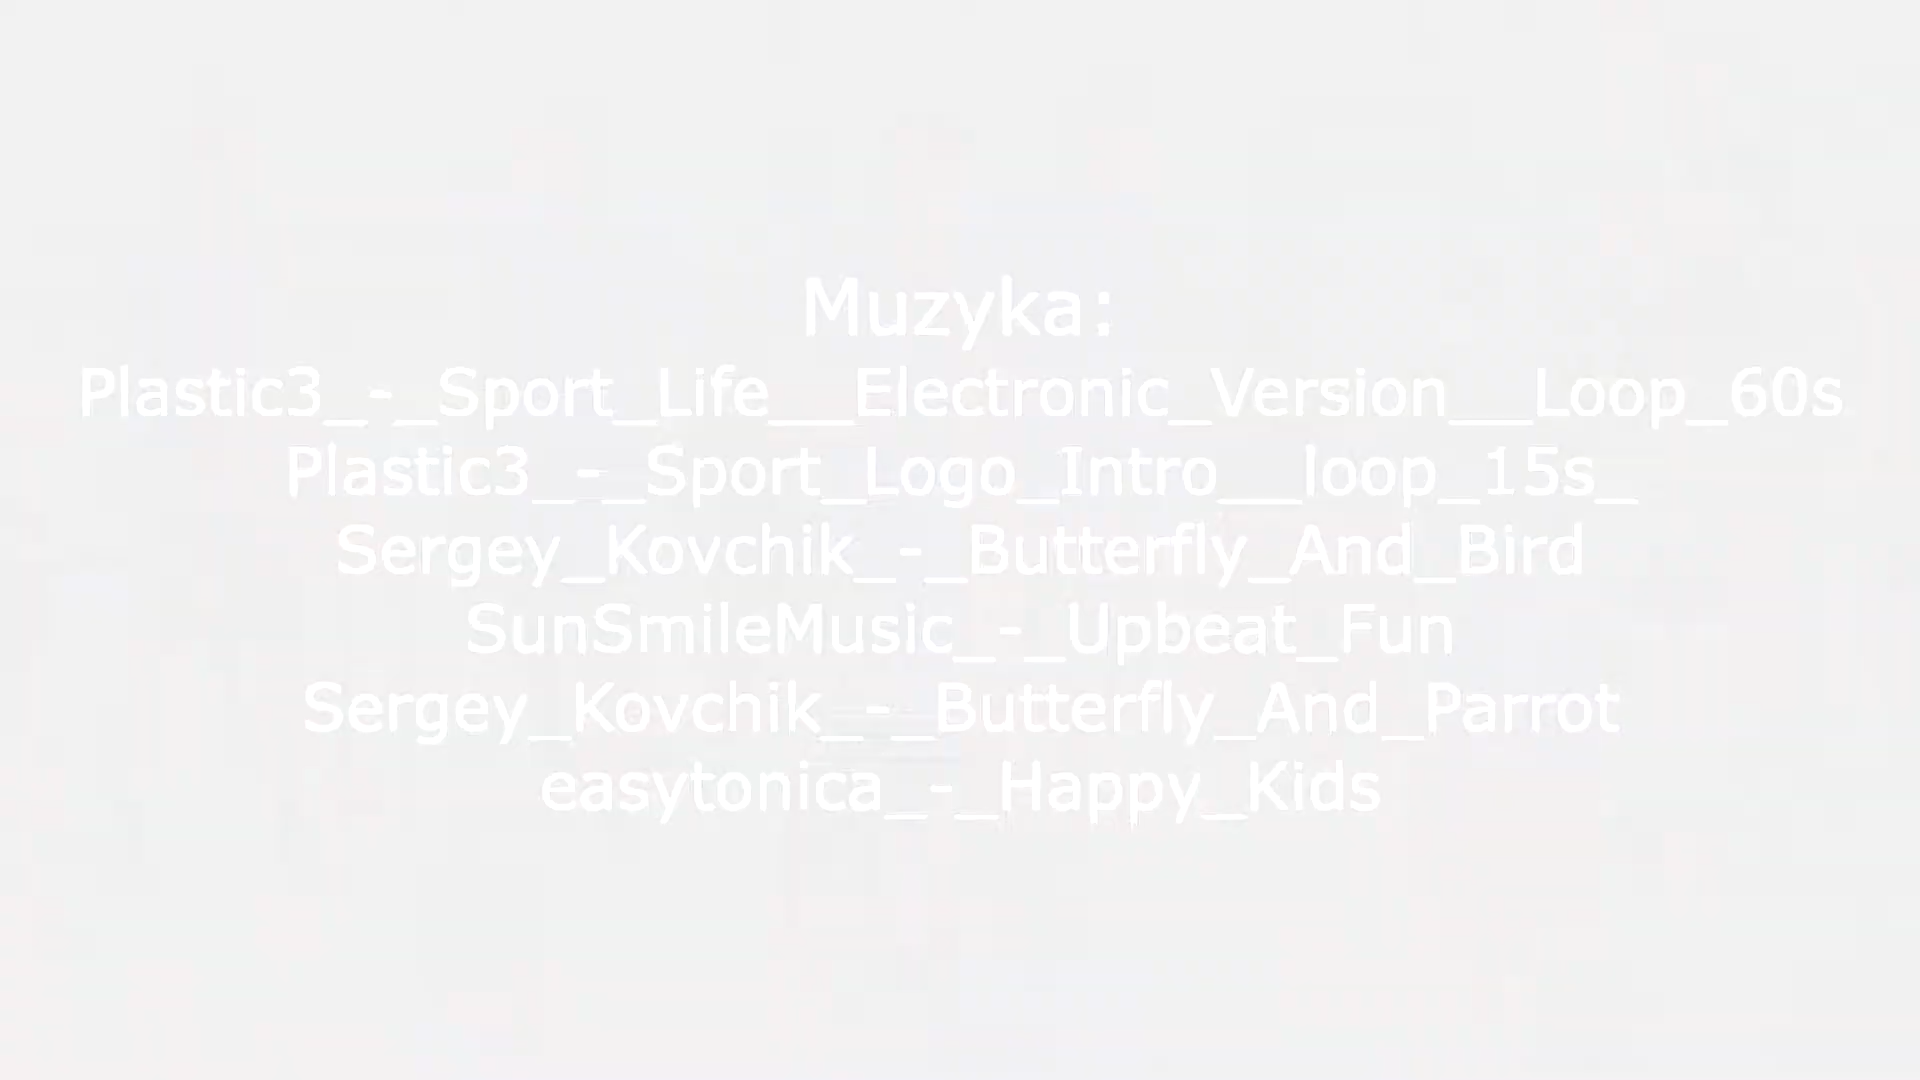 Muzyka:
Plastic3_-_Sport_Life__Electronic_Version__Loop_60s
Plastic3_-_Sport_Logo_Intro__loop_15s_
Sergey_Kovchik_-_Butterfly_And_Bird
SunSmileMusic_-_Upbeat_Fun
Sergey_Kovchik_-_Butterfly_And_Parrot
easytonica_-_Happy_Kids